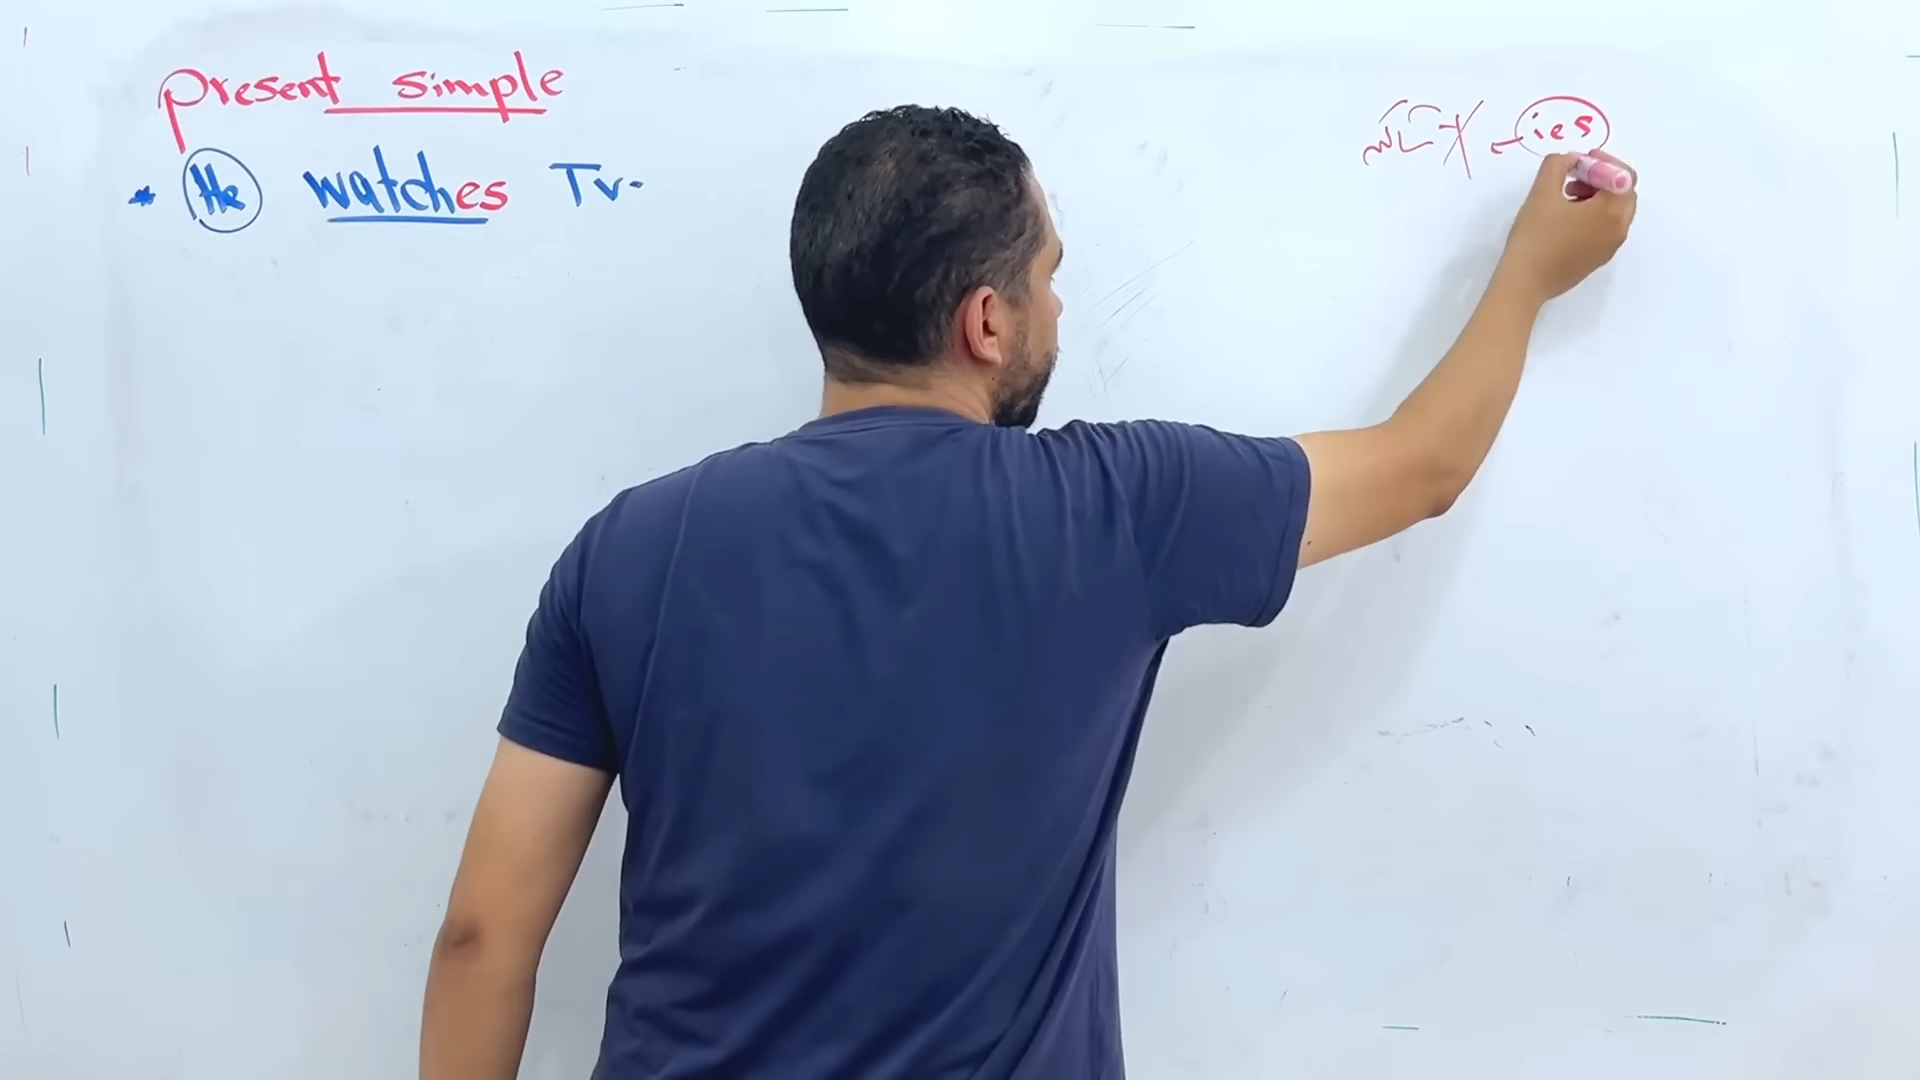 present simple
* He watches Tv.
ies